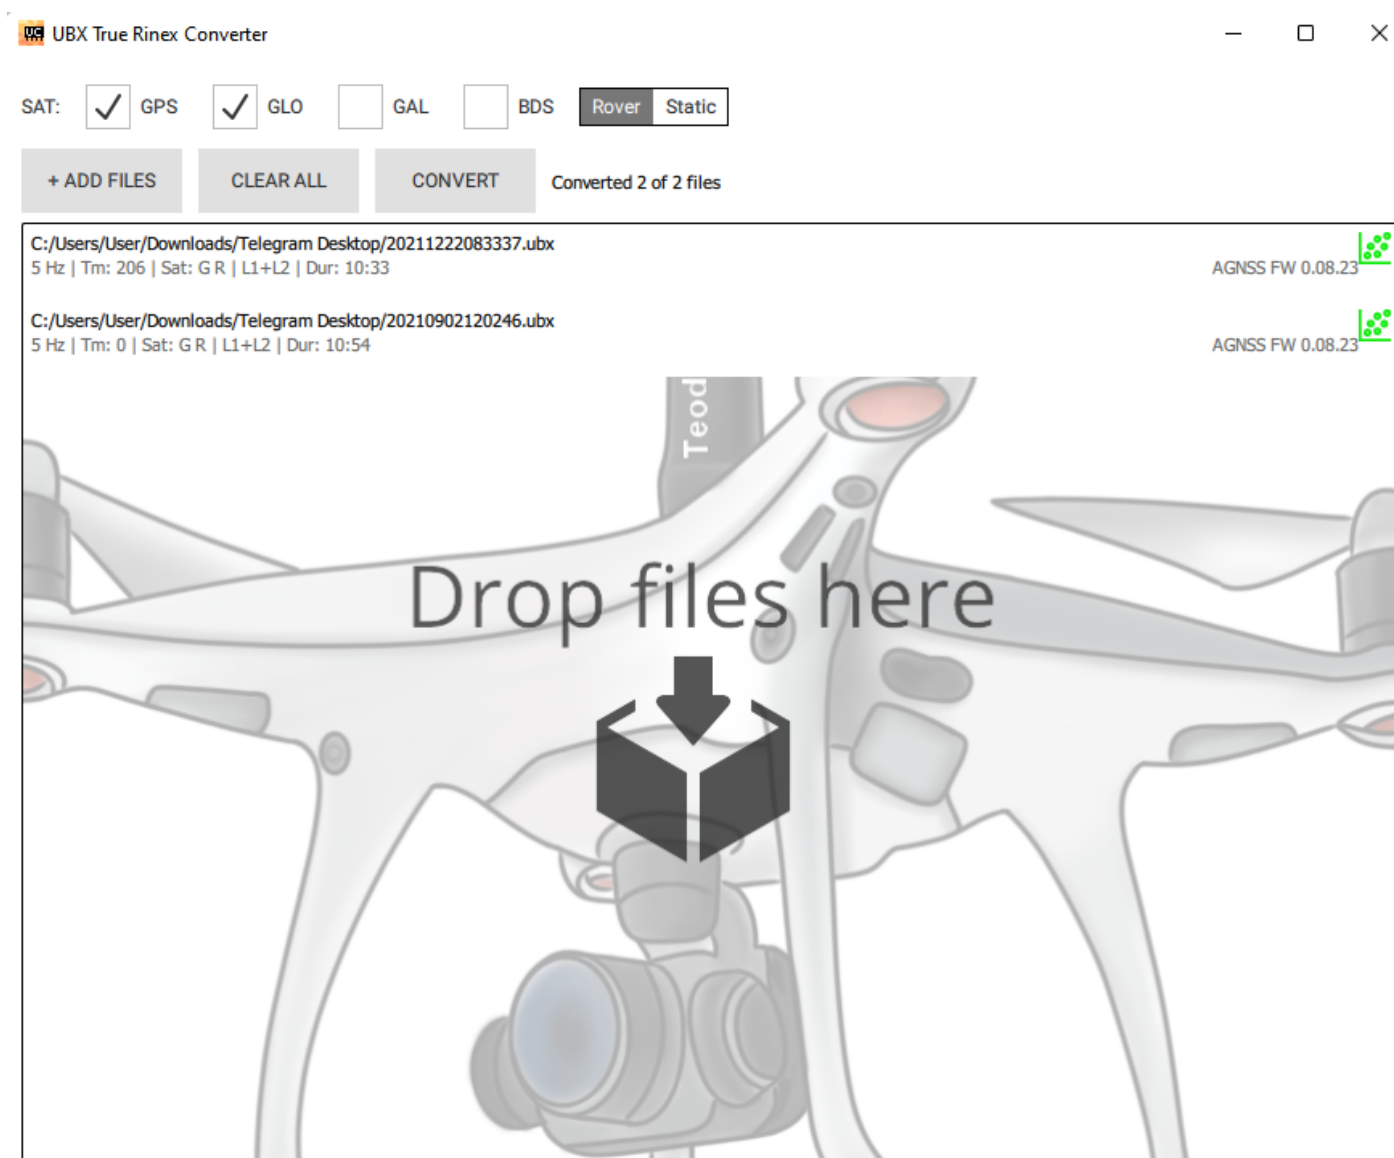 UC
UBX True Rinex Converter
SAT: GPS GLO GAL BDS Rover Static
+ ADD FILES CLEAR ALL CONVERT Converted 2 of 2 files
C:/Users/User/Downloads/Telegram Desktop/20211222083337.ubx
5 Hz | Tm: 206 | Sat: G R | L1+L2 | Dur: 10:33 AGNSS FW 0.08.23
C:/Users/User/Downloads/Telegram Desktop/20210902120246.ubx
5 Hz | Tm: 0 | Sat: G R | L1+L2 | Dur: 10:54 AGNSS FW 0.08.23
Teod
Drop files here